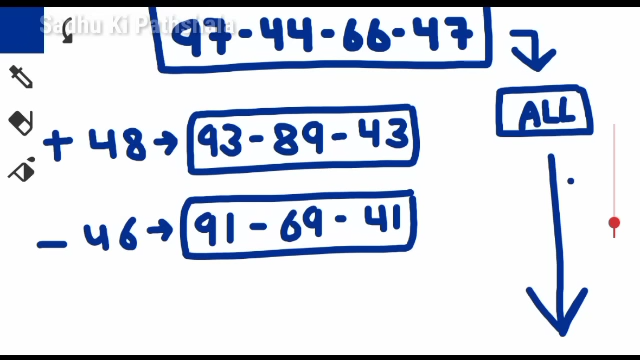 Sadhu Ki Pathshala
97-44-66-47
ALL
+ 48 → 93-89-43
- 46 → 91-69-41